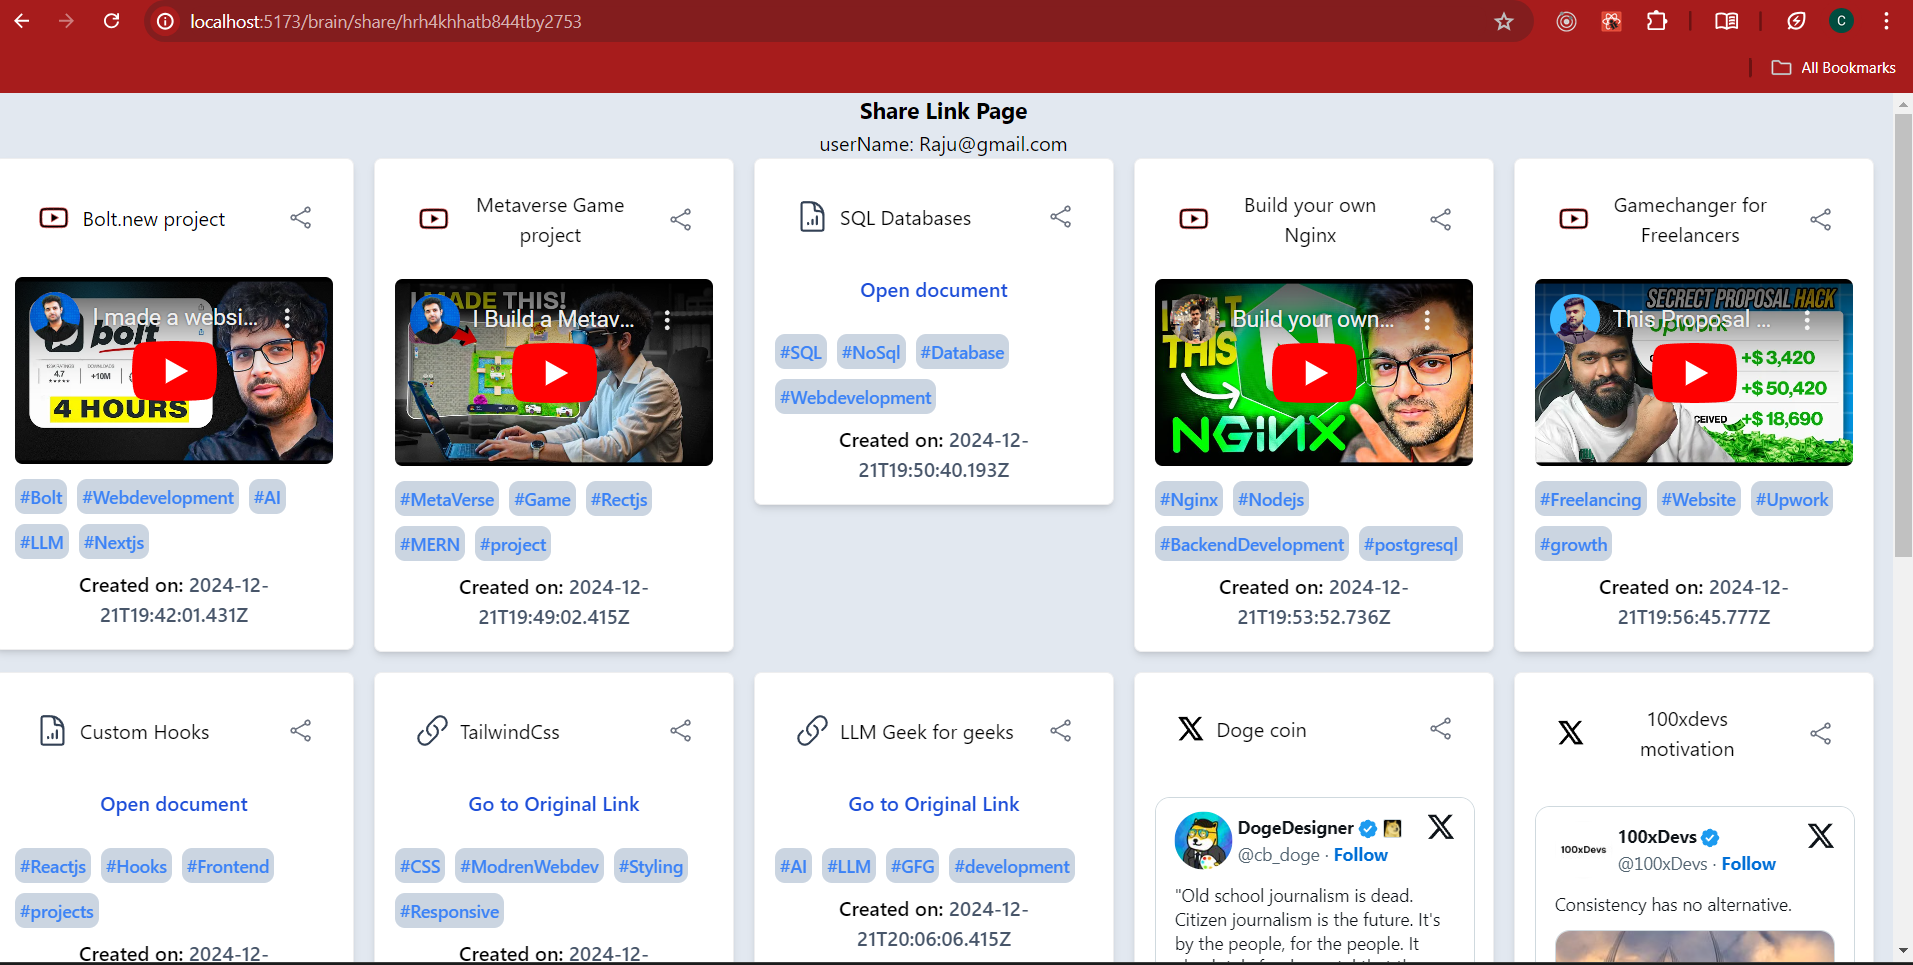 localhost:5173/brain/share/hrh4khhatb844tby2753
C
All Bookmarks
Share Link Page
userName: Raju@gmail.com
Bolt.new project
I made a websi...
bolt
4.7
+10M
4 HOURS
#Bolt #Webdevelopment #AI
#LLM #Nextjs
Created on: 2024-12-
21T19:42:01.431Z
Metaverse Game
project
I MADE THIS!
I Build a Metav...
#MetaVerse #Game #Rectjs
#MERN #project
Created on: 2024-12-
21T19:49:02.415Z
SQL Databases
Open document
#SQL #NoSql #Database
#Webdevelopment
Created on: 2024-12-
21T19:50:40.193Z
Build your own
Nginx
Build your own...
THIS
NGINX
#Nginx #Nodejs
#BackendDevelopment #postgresql
Created on: 2024-12-
21T19:53:52.736Z
Gamechanger for
Freelancers
SECRECT PROPOSAL HACK
This Proposal ...
Upwork
+$ 3,420
+$ 50,420
+$ 18,690
#Freelancing #Website #Upwork
#growth
Created on: 2024-12-
21T19:56:45.777Z
Custom Hooks
Open document
#Reactjs #Hooks #Frontend
#projects
Created on: 2024-12-
TailwindCss
Go to Original Link
#CSS #ModrenWebdev #Styling
#Responsive
Created on: 2024-12-
LLM Geek for geeks
Go to Original Link
#AI #LLM #GFG #development
Created on: 2024-12-
21T20:06:06.415Z
Doge coin
DogeDesigner
@cb_doge · Follow
"Old school journalism is dead.
Citizen journalism is the future. It's
by the people, for the people. It
100xdevs
motivation
100xDevs
100xDevs
@100xDevs · Follow
Consistency has no alternative.